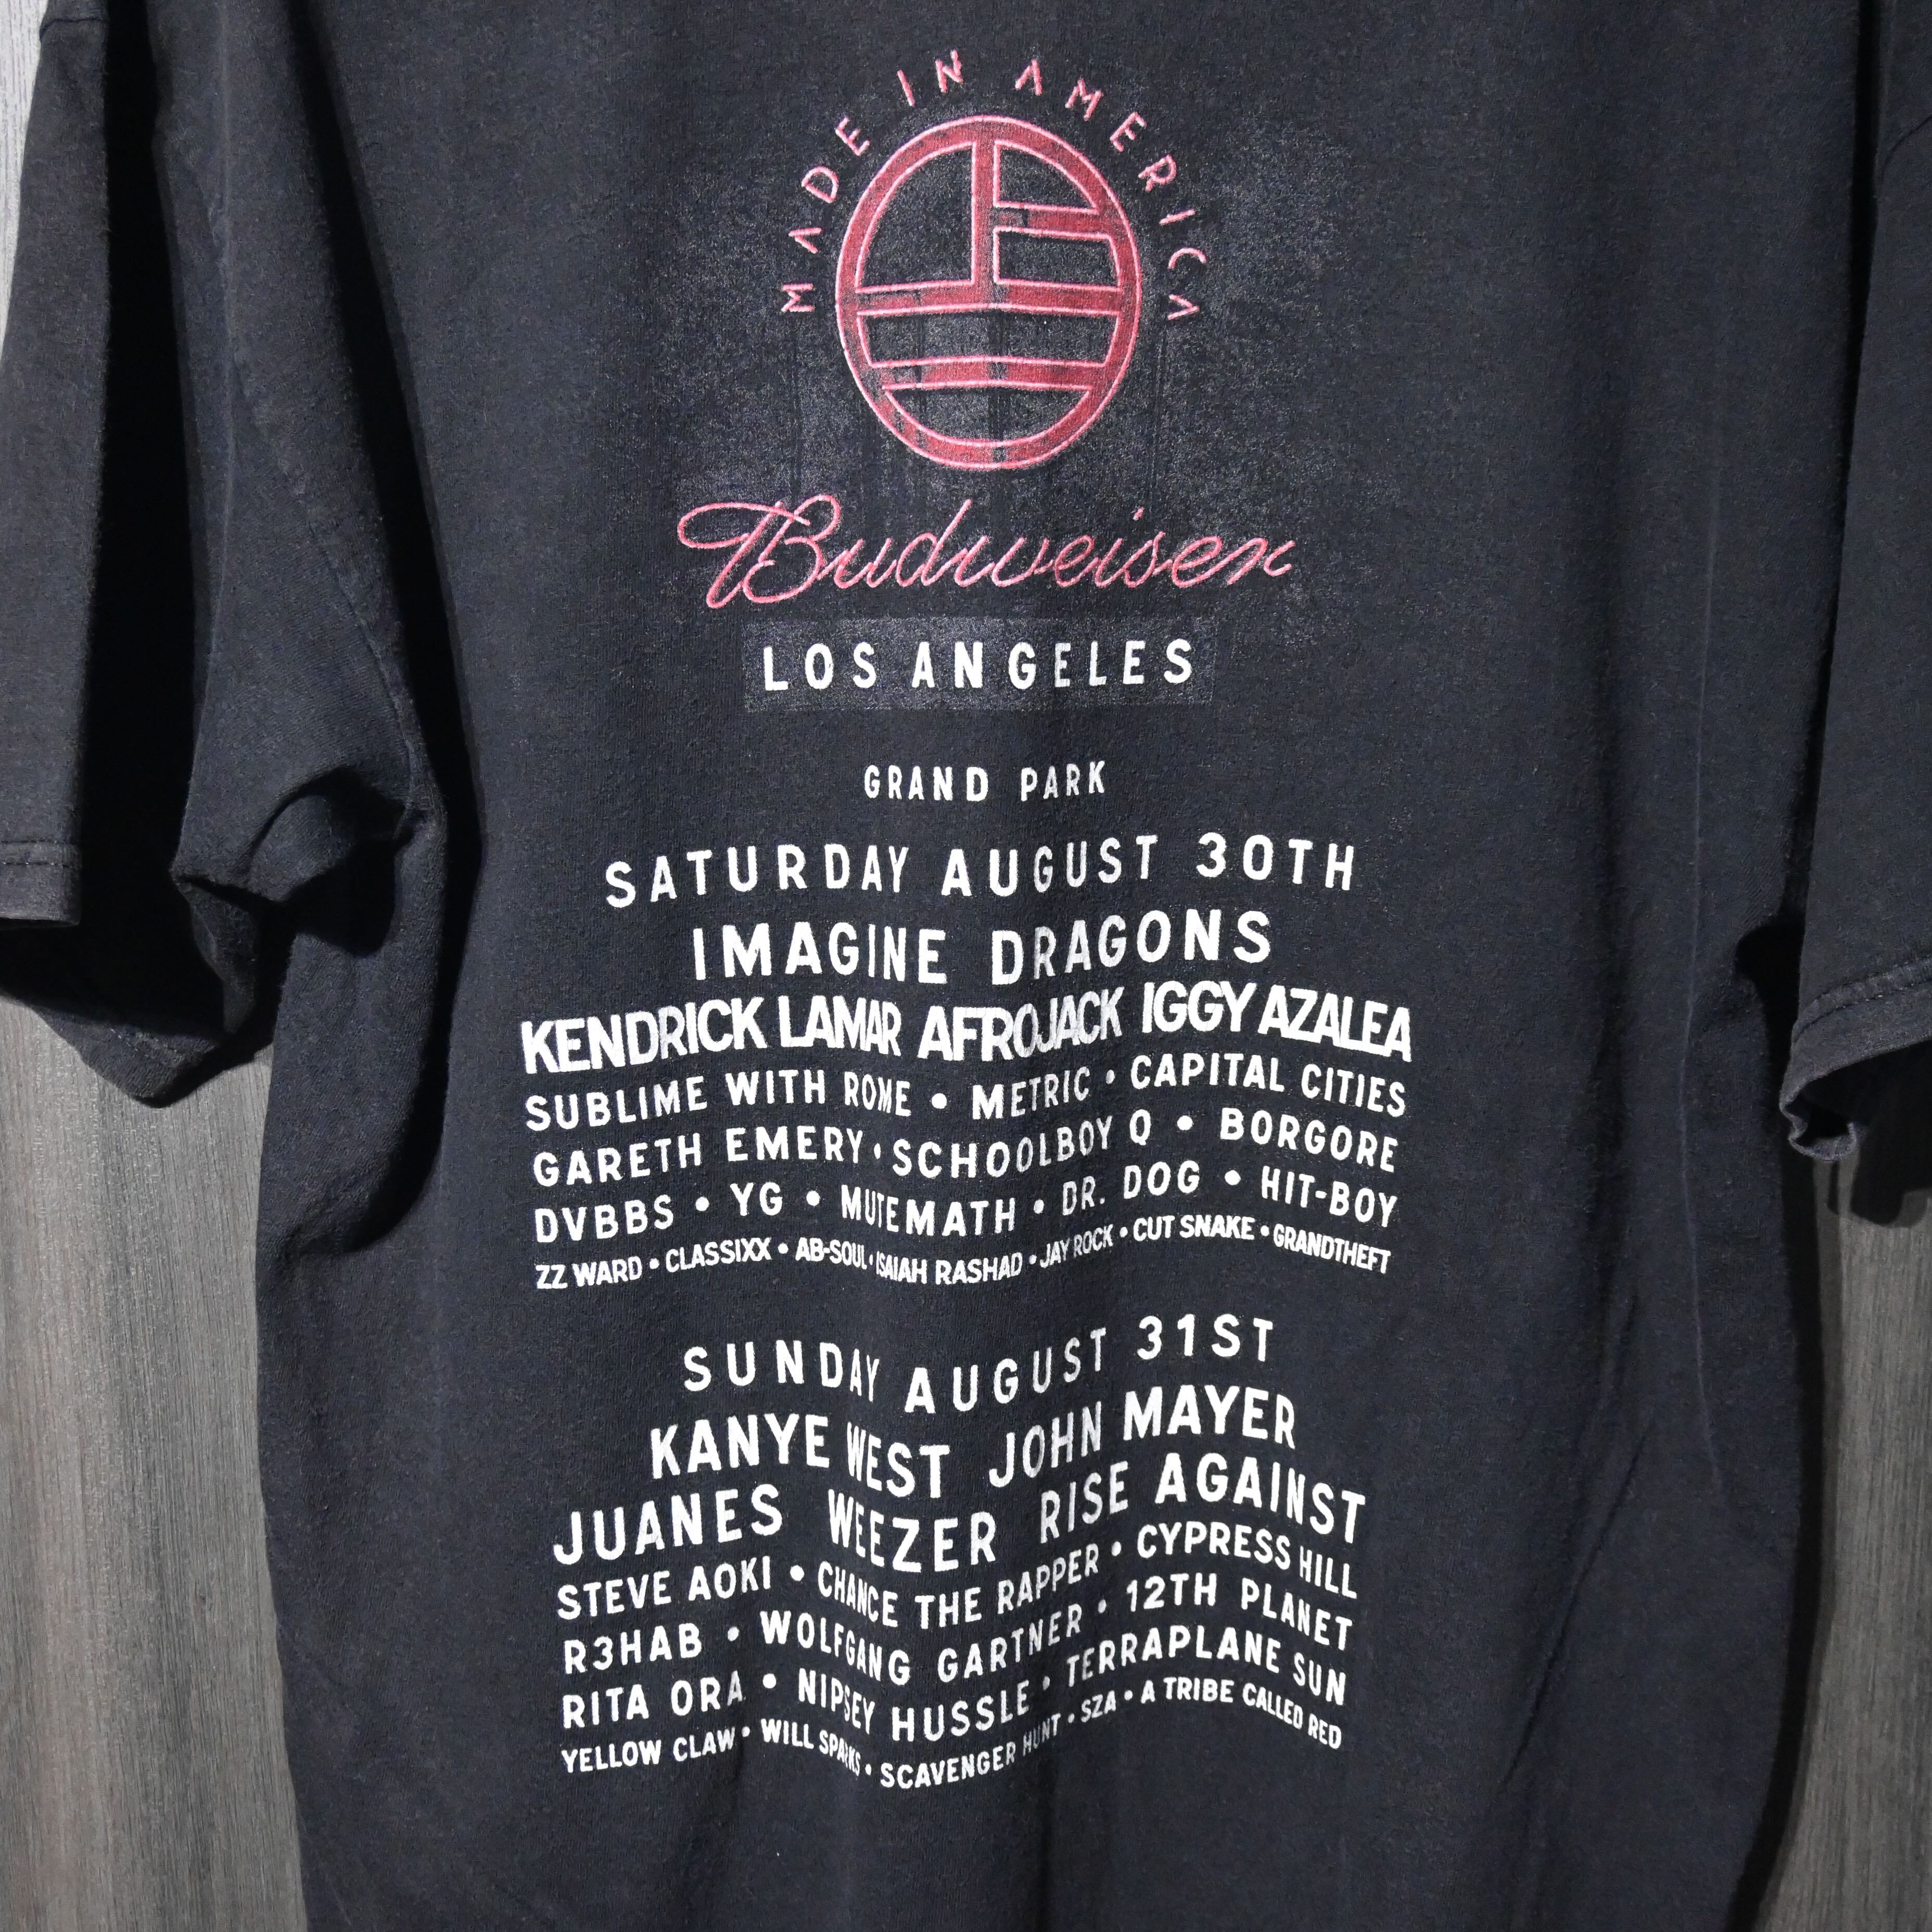 MADE IN AMERICA
Budweiser
LOS ANGELES
GRAND PARK
SATURDAY AUGUST 30TH
IMAGINE DRAGONS
KENDRICK LAMAR AFROJACK IGGY AZALEA
SUBLIME WITH ROME • METRIC • CAPITAL CITIES
GARETH EMERY • SCHOOLBOY Q • BORGORE
DVBBS • YG • MUTEMATH • DR. DOG • HIT-BOY
ZZ WARD • CLASSIXX • AB-SOUL • ISAIAH RASHAD • JAY ROCK • CUT SNAKE • GRANDTHEFT
SUNDAY AUGUST 31ST
KANYE WEST JOHN MAYER
JUANES WEEZER RISE AGAINST
STEVE AOKI • CHANCE THE RAPPER • CYPRESS HILL
R3HAB • WOLFGANG GARTNER • 12TH PLANET
RITA ORA • NIPSEY HUSSLE • TERRAPLANE SUN
YELLOW CLAW • WILL SPARKS • SCAVENGER HUNT • SZA • A TRIBE CALLED RED